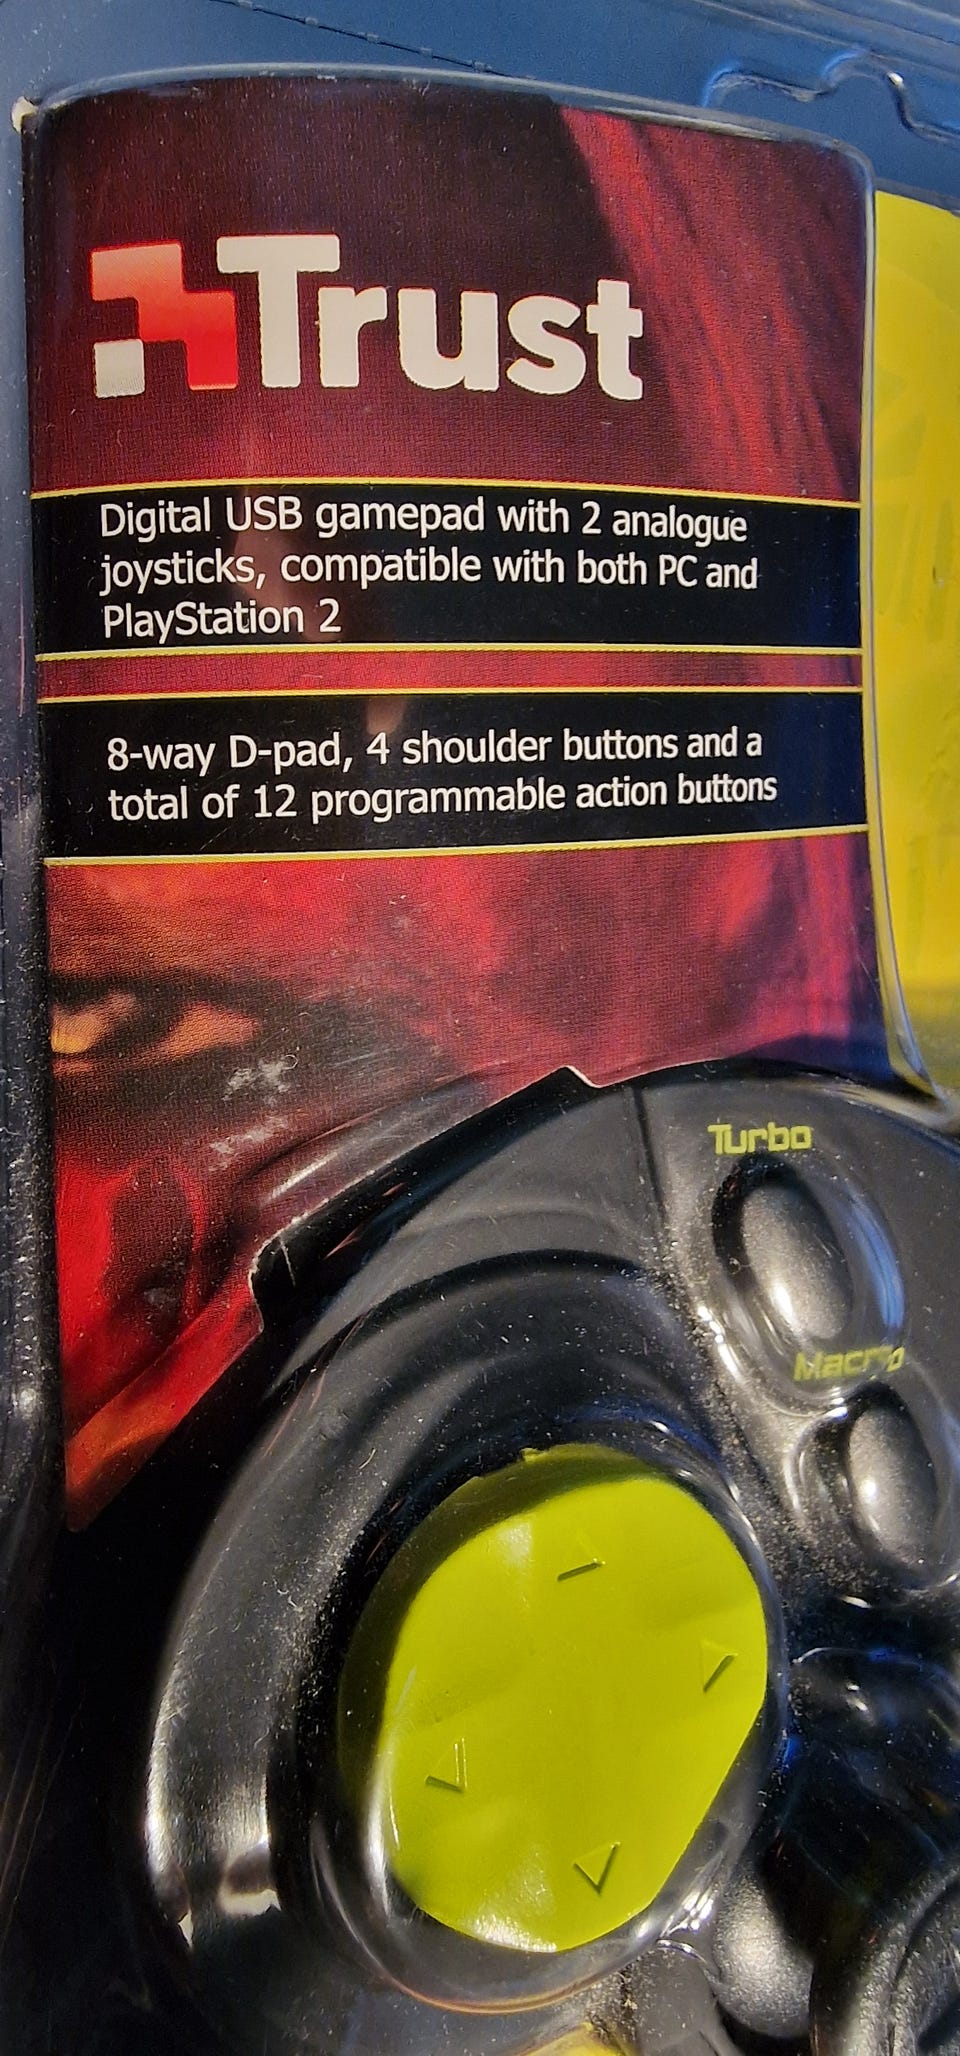 Trust
Digital USB gamepad with 2 analogue
joysticks, compatible with both PC and
PlayStation 2
8-way D-pad, 4 shoulder buttons and a
total of 12 programmable action buttons
Turbo
Macro